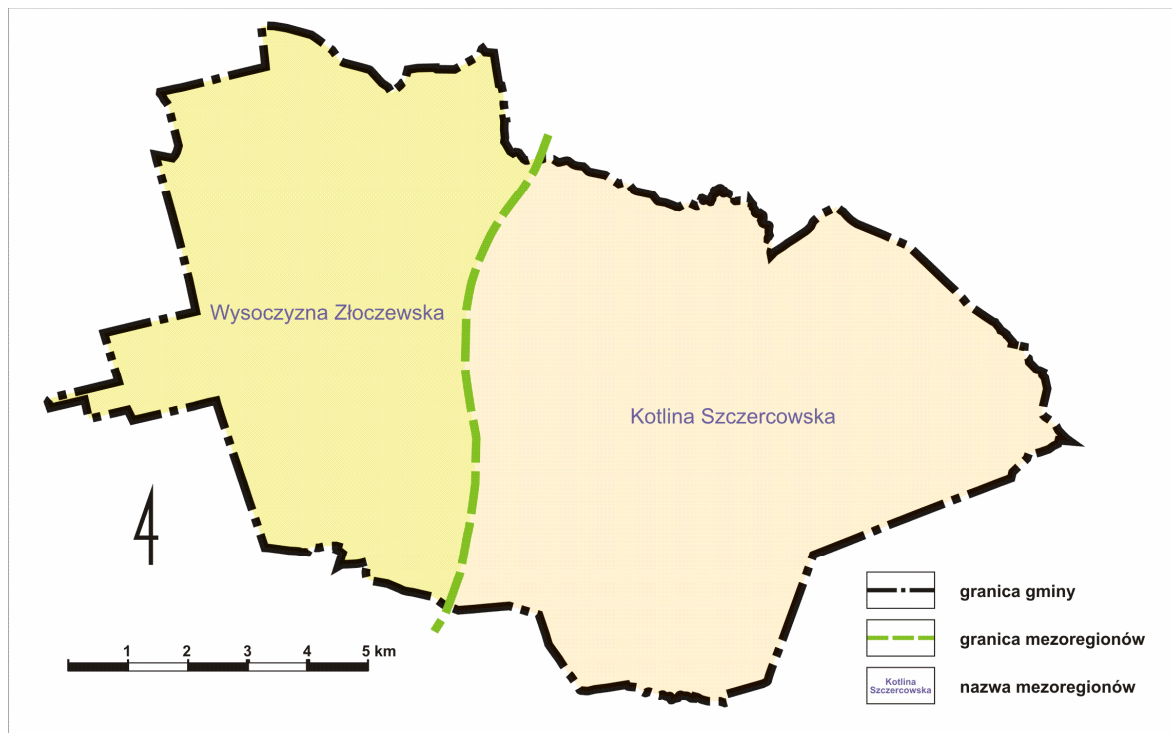 Wysoczyzna Złoczewska
Kotlina Szczercowska
1 2 3 4 5 km
granica gminy
granica mezoregionów
Kotlina
Szczercowska
nazwa mezoregionów